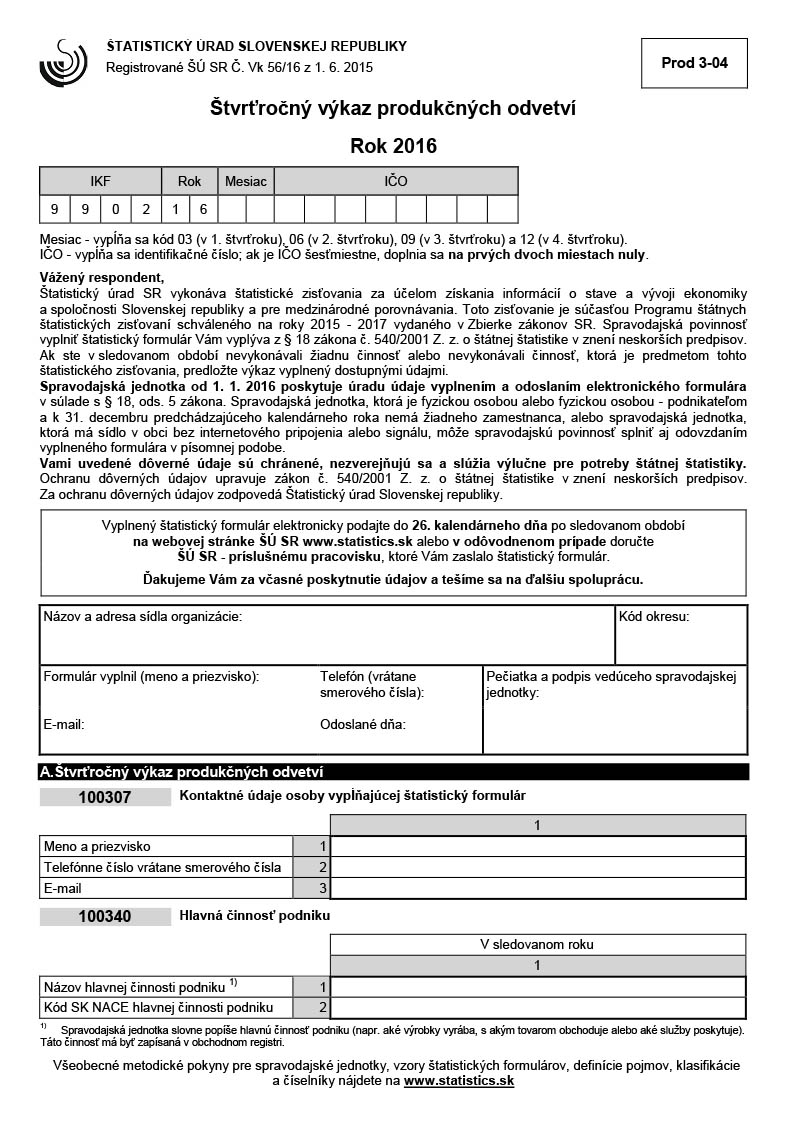 ŠTATISTICKÝ ÚRAD SLOVENSKEJ REPUBLIKY
Registrované ŠÚ SR Č. Vk 56/16 z 1. 6. 2015
Prod 3-04
Štvrťročný výkaz produkčných odvetví
Rok 2016
IKF Rok Mesiac IČO
9 9 0 2 1 6
Mesiac - vypĺňa sa kód 03 (v 1. štvrťroku), 06 (v 2. štvrťroku), 09 (v 3. štvrťroku) a 12 (v 4. štvrťroku).
IČO - vypĺňa sa identifikačné číslo; ak je IČO šesťmiestne, doplnia sa na prvých dvoch miestach nuly.
Vážený respondent,
Štatistický úrad SR vykonáva štatistické zisťovania za účelom získania informácií o stave a vývoji ekonomiky
a spoločnosti Slovenskej republiky a pre medzinárodné porovnávania. Toto zisťovanie je súčasťou Programu štátnych
štatistických zisťovaní schváleného na roky 2015 - 2017 vydaného v Zbierke zákonov SR. Spravodajská povinnosť
vyplniť štatistický formulár Vám vyplýva z § 18 zákona č. 540/2001 Z. z. o štátnej štatistike v znení neskorších predpisov.
Ak ste v sledovanom období nevykonávali žiadnu činnosť alebo nevykonávali činnosť, ktorá je predmetom tohto
štatistického zisťovania, predložte výkaz vyplnený dostupnými údajmi.
Spravodajská jednotka od 1. 1. 2016 poskytuje úradu údaje vyplnením a odoslaním elektronického formulára
v súlade s § 18, ods. 5 zákona. Spravodajská jednotka, ktorá je fyzickou osobou alebo fyzickou osobou - podnikateľom
a k 31. decembru predchádzajúceho kalendárneho roka nemá žiadneho zamestnanca, alebo spravodajská jednotka,
ktorá má sídlo v obci bez internetového pripojenia alebo signálu, môže spravodajskú povinnosť splniť aj odovzdaním
vyplneného formulára v písomnej podobe.
Vami uvedené dôverné údaje sú chránené, nezverejňujú sa a slúžia výlučne pre potreby štátnej štatistiky.
Ochranu dôverných údajov upravuje zákon č. 540/2001 Z. z. o štátnej štatistike v znení neskorších predpisov.
Za ochranu dôverných údajov zodpovedá Štatistický úrad Slovenskej republiky.
Vyplnený štatistický formulár elektronicky podajte do 26. kalendárneho dňa po sledovanom období
na webovej stránke ŠÚ SR www.statistics.sk alebo v odôvodnenom prípade doručte
ŠÚ SR - príslušnému pracovisku, ktoré Vám zaslalo štatistický formulár.
Ďakujeme Vám za včasné poskytnutie údajov a tešíme sa na ďalšiu spoluprácu.
Názov a adresa sídla organizácie: Kód okresu:
Formulár vyplnil (meno a priezvisko): Telefón (vrátane Pečiatka a podpis vedúceho spravodajskej
smerového čísla): jednotky:
E-mail: Odoslané dňa:
A.Štvrťročný výkaz produkčných odvetví
100307 Kontaktné údaje osoby vypĺňajúcej štatistický formulár
1
Meno a priezvisko 1
Telefónne číslo vrátane smerového čísla 2
E-mail 3
100340 Hlavná činnosť podniku
V sledovanom roku
1
Názov hlavnej činnosti podniku 1) 1
Kód SK NACE hlavnej činnosti podniku 2
1) Spravodajská jednotka slovne popíše hlavnú činnosť podniku (napr. aké výrobky vyrába, s akým tovarom obchoduje alebo aké služby poskytuje).
Táto činnosť má byť zapísaná v obchodnom registri.
Všeobecné metodické pokyny pre spravodajské jednotky, vzory štatistických formulárov, definície pojmov, klasifikácie
a číselníky nájdete na www.statistics.sk